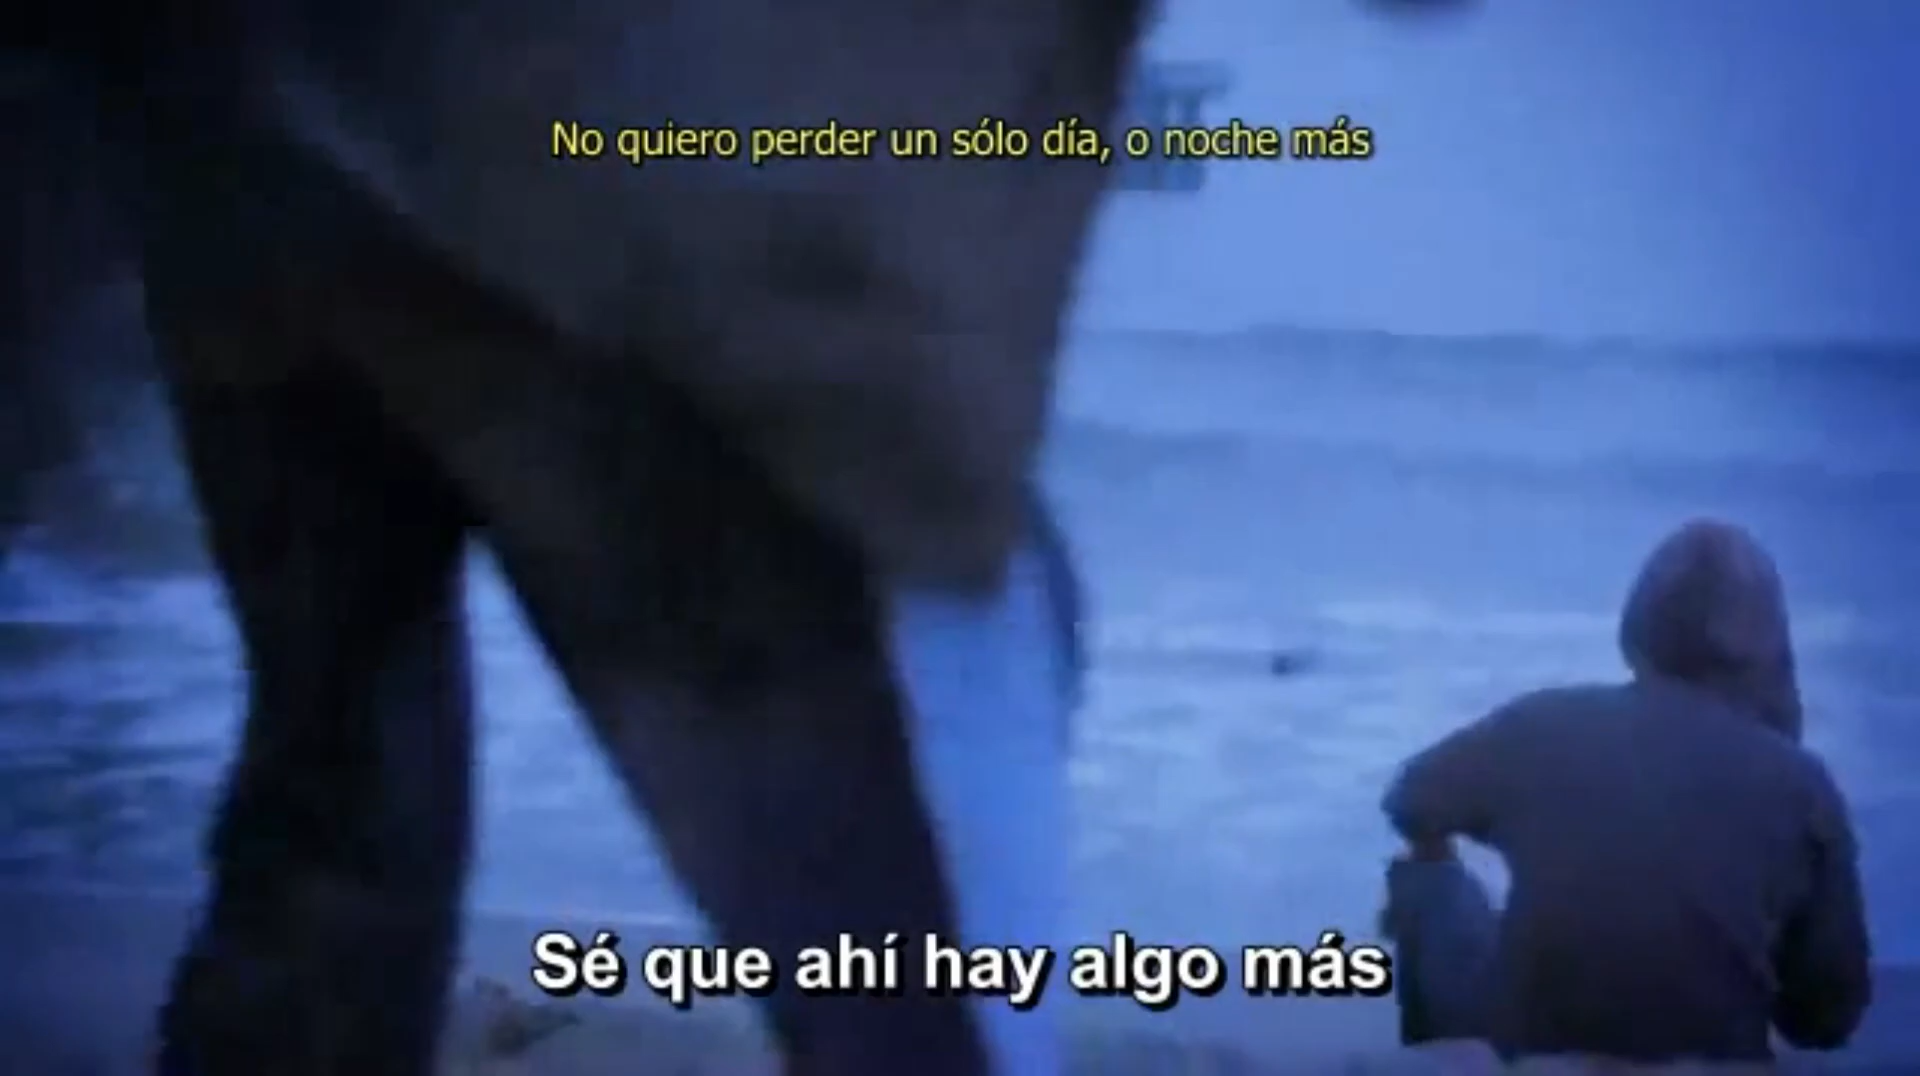 No quiero perder un sólo día, o noche más
Sé que ahí hay algo más